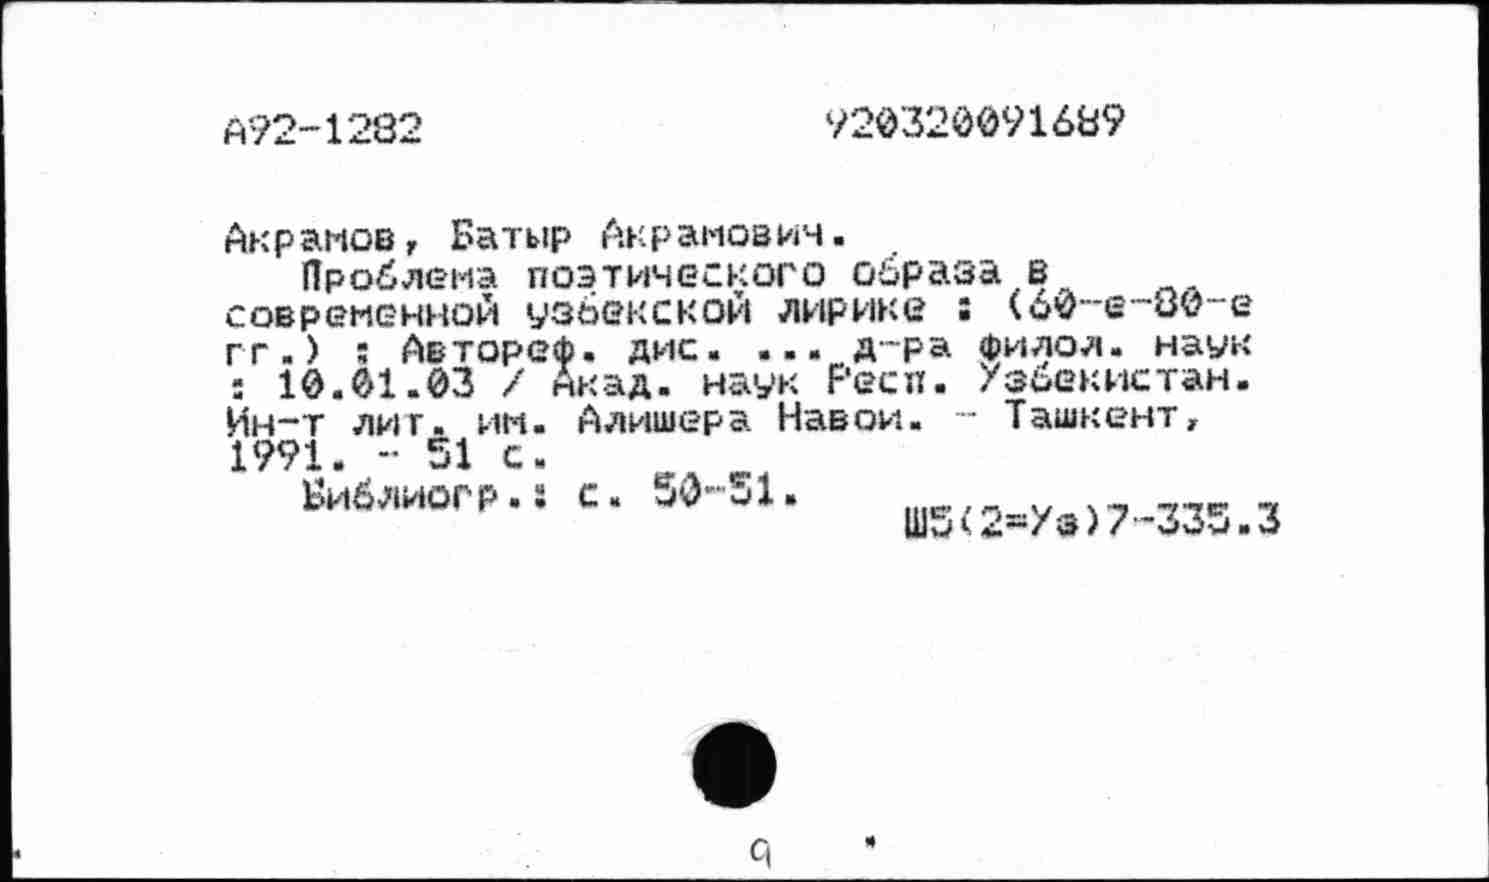 А92-1282 920320091689
Акрамов, Батыр Акрамович.
Проблема поэтического образа в
современной узбекской лирике : (60-е-80-е
гг.) : Автореф. дис. ... д-ра филол. наук
: 10.01.03 / Акад. наук Респ. Узбекистан.
Ин-т лит. им. Алишера Навои. - Ташкент,
1991. - 51 с.
Библиогр.: с. 50-51.
Ш5(2=Уз)7-335.3
9